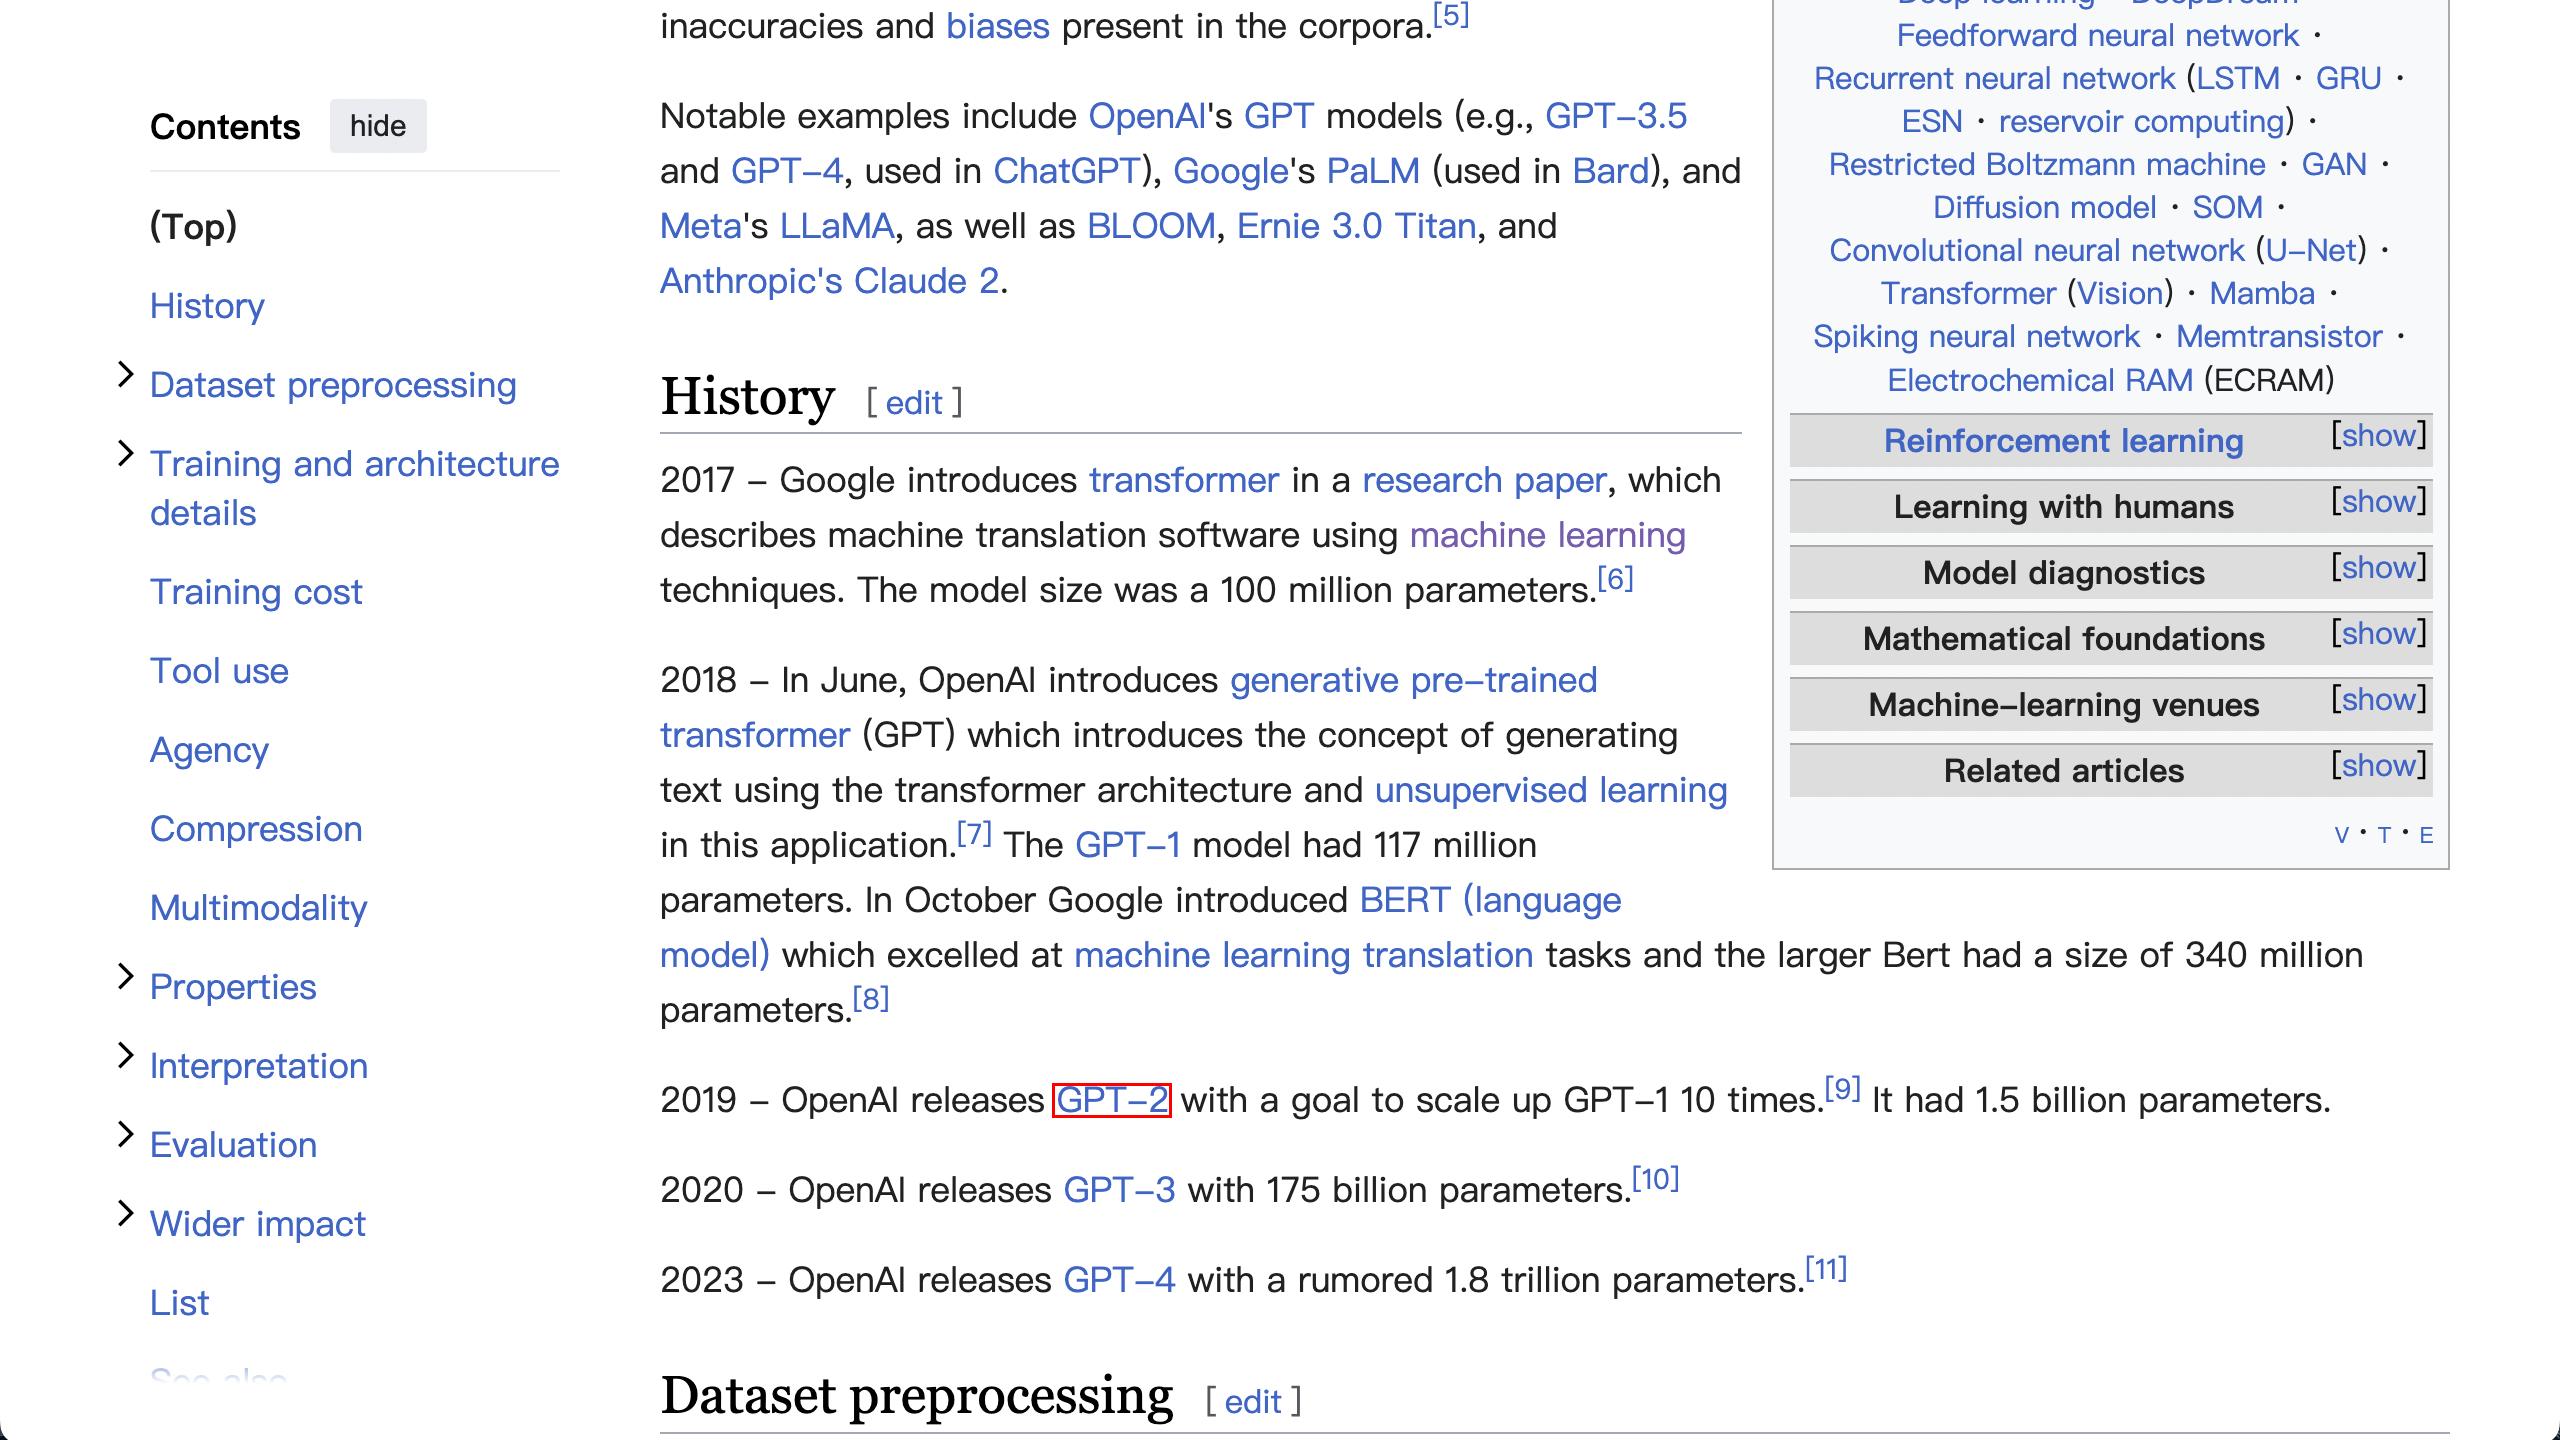 Contents hide
(Top)
History
Dataset preprocessing
Training and architecture
details
Training cost
Tool use
Agency
Compression
Multimodality
Properties
Interpretation
Evaluation
Wider impact
List
See also
inaccuracies and biases present in the corpora.[5]
Notable examples include OpenAI's GPT models (e.g., GPT-3.5
and GPT-4, used in ChatGPT), Google's PaLM (used in Bard), and
Meta's LLaMA, as well as BLOOM, Ernie 3.0 Titan, and
Anthropic's Claude 2.
History [ edit ]
2017 – Google introduces transformer in a research paper, which
describes machine translation software using machine learning
techniques. The model size was a 100 million parameters.[6]
2018 – In June, OpenAI introduces generative pre-trained
transformer (GPT) which introduces the concept of generating
text using the transformer architecture and unsupervised learning
in this application.[7] The GPT-1 model had 117 million
parameters. In October Google introduced BERT (language
model) which excelled at machine learning translation tasks and the larger Bert had a size of 340 million
parameters.[8]
2019 – OpenAI releases GPT-2 with a goal to scale up GPT-1 10 times.[9] It had 1.5 billion parameters.
2020 – OpenAI releases GPT-3 with 175 billion parameters.[10]
2023 – OpenAI releases GPT-4 with a rumored 1.8 trillion parameters.[11]
Dataset preprocessing [ edit ]
Deep learning · DeepDream
Feedforward neural network ·
Recurrent neural network (LSTM · GRU ·
ESN · reservoir computing) ·
Restricted Boltzmann machine · GAN ·
Diffusion model · SOM ·
Convolutional neural network (U-Net) ·
Transformer (Vision) · Mamba ·
Spiking neural network · Memtransistor ·
Electrochemical RAM (ECRAM)
Reinforcement learning [show]
Learning with humans [show]
Model diagnostics [show]
Mathematical foundations [show]
Machine-learning venues [show]
Related articles [show]
V · T · E